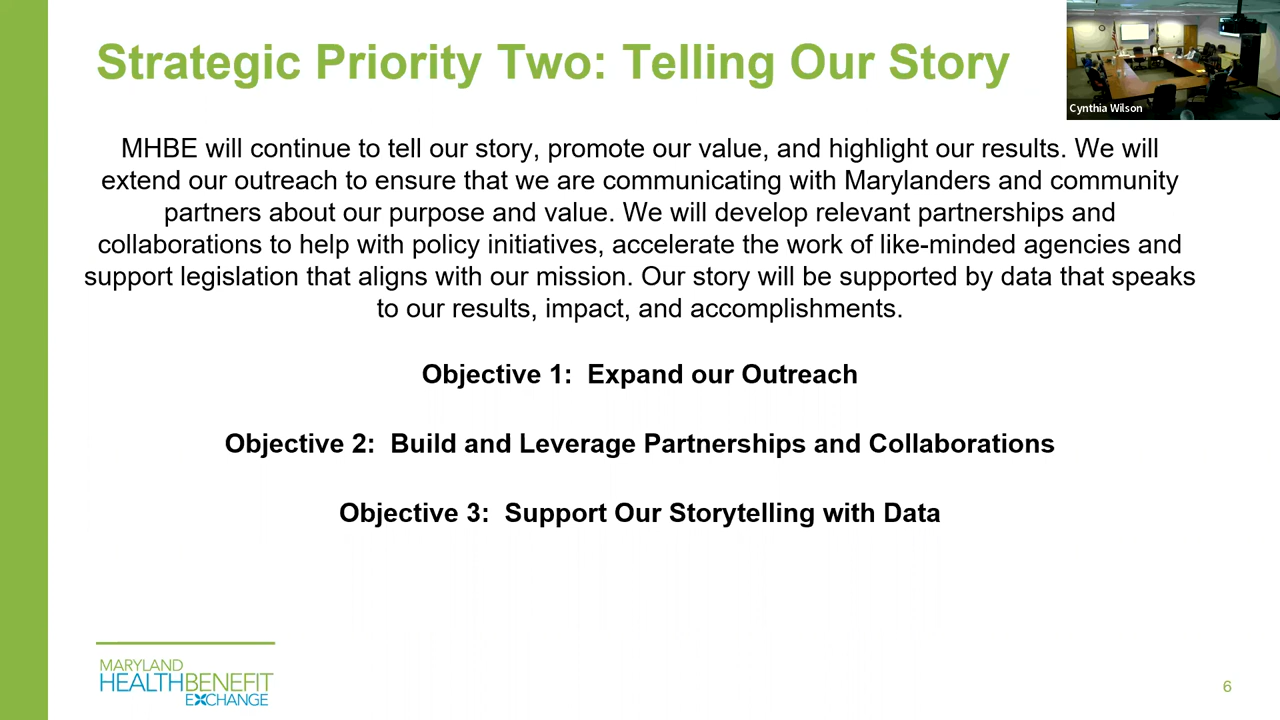 Strategic Priority Two: Telling Our Story
Cynthia Wilson
MHBE will continue to tell our story, promote our value, and highlight our results. We will
extend our outreach to ensure that we are communicating with Marylanders and community
partners about our purpose and value. We will develop relevant partnerships and
collaborations to help with policy initiatives, accelerate the work of like-minded agencies and
support legislation that aligns with our mission. Our story will be supported by data that speaks
to our results, impact, and accomplishments.
Objective 1:  Expand our Outreach
Objective 2:  Build and Leverage Partnerships and Collaborations
Objective 3:  Support Our Storytelling with Data
MARYLAND
HEALTHBENEFIT
EXCHANGE
6